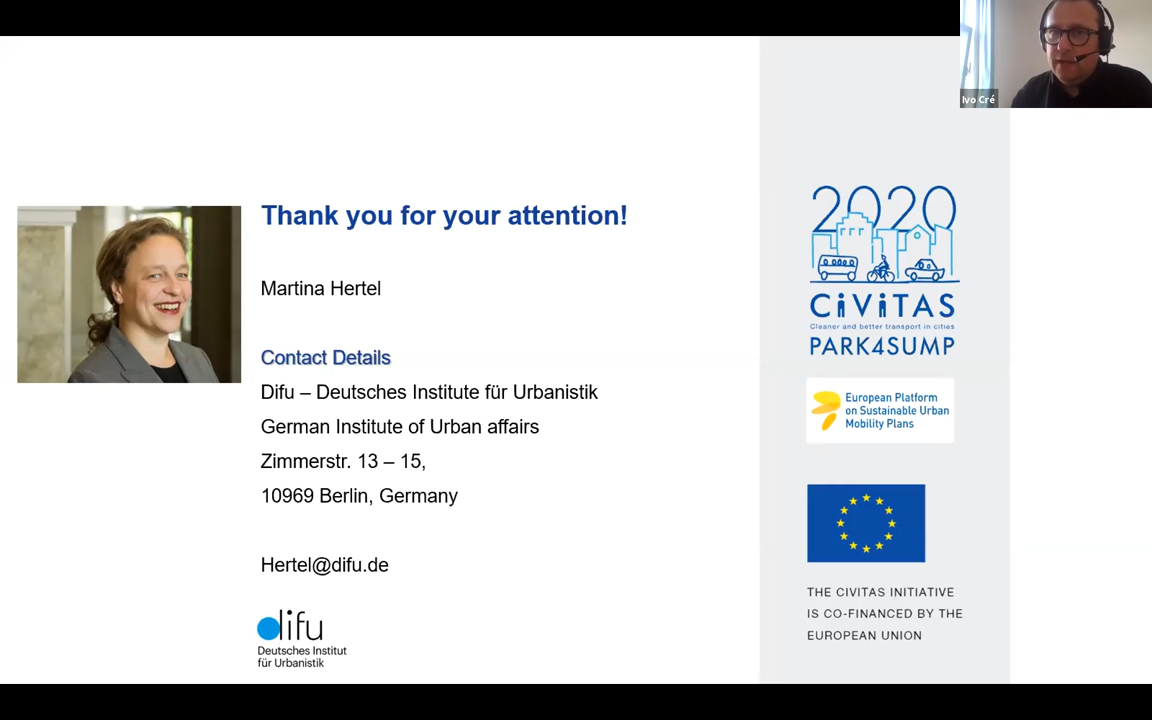 Ivo Cré
Thank you for your attention!
Martina Hertel
Contact Details
Difu – Deutsches Institute für Urbanistik
German Institute of Urban affairs
Zimmerstr. 13 – 15,
10969 Berlin, Germany
Hertel@difu.de
difu
Deutsches Institut
für Urbanistik
2020
CiViTAS
Cleaner and better transport in cities
PARK4SUMP
European Platform
on Sustainable Urban
Mobility Plans
THE CIVITAS INITIATIVE
IS CO-FINANCED BY THE
EUROPEAN UNION